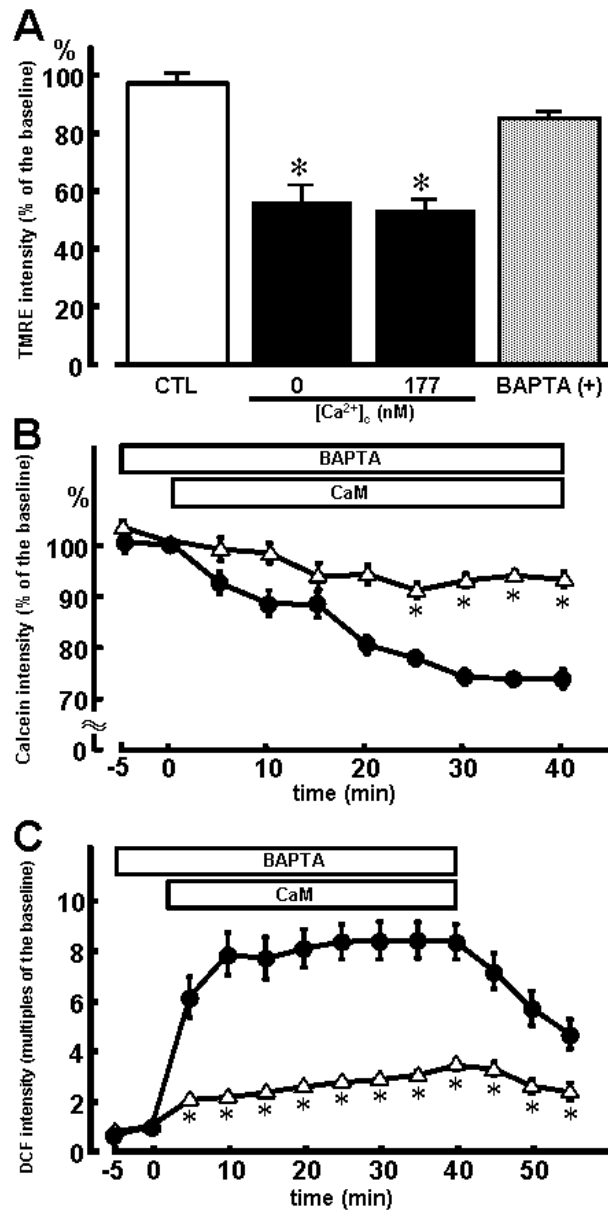 A
%
TMRE intensity (% of the baseline)
100
80
60
40
20
0
*
*
CTL
0
177
BAPTA (+)
[Ca²⁺]c (nM)
B
BAPTA
CaM
%
Calcein intensity (% of the baseline)
100
90
80
70
0
* * * *
-5 0 10 20 30 40
time (min)
C
BAPTA
CaM
DCF intensity (multiples of the baseline)
10
8
6
4
2
0
* * * * * * * * * * *
-5 0 10 20 30 40 50
time (min)